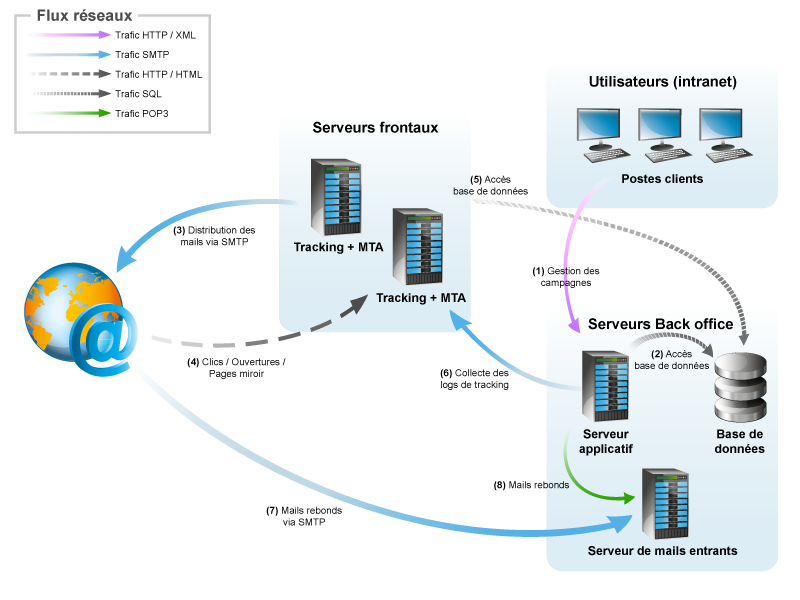 Flux réseaux
Trafic HTTP / XML
Trafic SMTP
Trafic HTTP / HTML
Trafic SQL
Trafic POP3
Utilisateurs (intranet)
Postes clients
Serveurs frontaux
Tracking + MTA
Tracking + MTA
(5) Accès
base de données
(3) Distribution des
mails via SMTP
(1) Gestion des
campagnes
@
(4) Clics / Ouvertures /
Pages miroir
Serveurs Back office
(2) Accès
base de données
(6) Collecte des
logs de tracking
Serveur
applicatif
Base de
données
(8) Mails rebonds
(7) Mails rebonds
via SMTP
Serveur de mails entrants